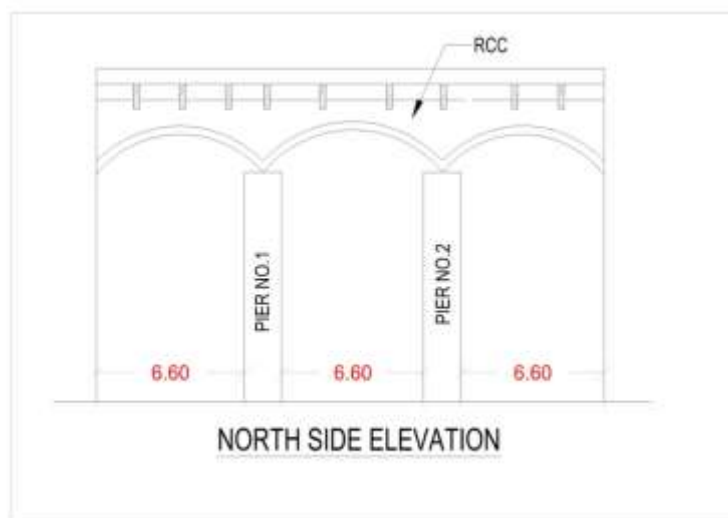 RCC
PIER NO.1
PIER NO.2
6.60
6.60
6.60
NORTH SIDE ELEVATION